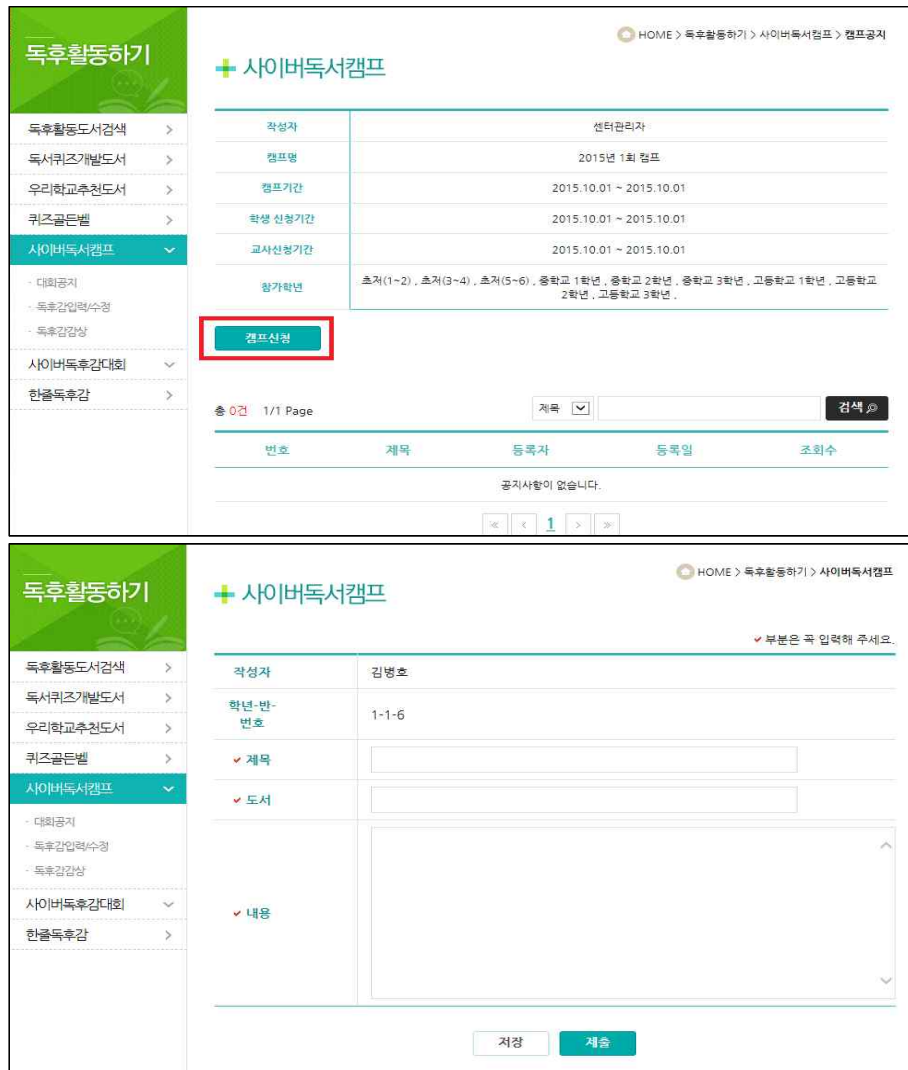 HOME > 독후활동하기 > 사이버독서캠프 > 캠프공지
독후활동하기
사이버독서캠프
독후활동도서검색 >
독서퀴즈개발도서 >
우리학교추천도서 >
퀴즈골든벨 >
사이버독서캠프
· 대회공지
· 독후감입력/수정
· 독후감감상
사이버독후감대회
한줄독후감 >
작성자 센터관리자
캠프명 2015년 1회 캠프
캠프기간 2015.10.01 ~ 2015.10.01
학생 신청기간 2015.10.01 ~ 2015.10.01
교사신청기간 2015.10.01 ~ 2015.10.01
참가학년 초저(1~2) , 초저(3~4) , 초저(5~6) , 중학교 1학년 , 중학교 2학년 , 중학교 3학년 , 고등학교 1학년 , 고등학교
2학년 , 고등학교 3학년 ,
캠프신청
총 0건 1/1 Page 제목 검색
번호 제목 등록자 등록일 조회수
공지사항이 없습니다.
« < 1 > »
HOME > 독후활동하기 > 사이버독서캠프
독후활동하기
사이버독서캠프
✔ 부분은 꼭 입력해 주세요.
독후활동도서검색 >
독서퀴즈개발도서 >
우리학교추천도서 >
퀴즈골든벨 >
사이버독서캠프
· 대회공지
· 독후감입력/수정
· 독후감감상
사이버독후감대회
한줄독후감 >
작성자 김병호
학년-반-
번호 1-1-6
✔ 제목
✔ 도서
✔ 내용
저장 제출